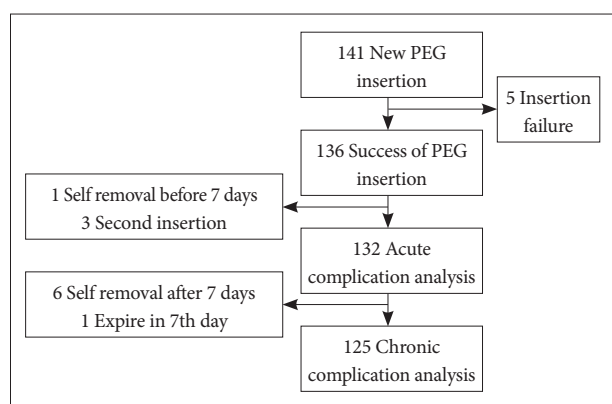 141 New PEG
insertion
5 Insertion
failure
136 Success of PEG
insertion
1 Self removal before 7 days
3 Second insertion
132 Acute
complication analysis
6 Self removal after 7 days
1 Expire in 7th day
125 Chronic
complication analysis